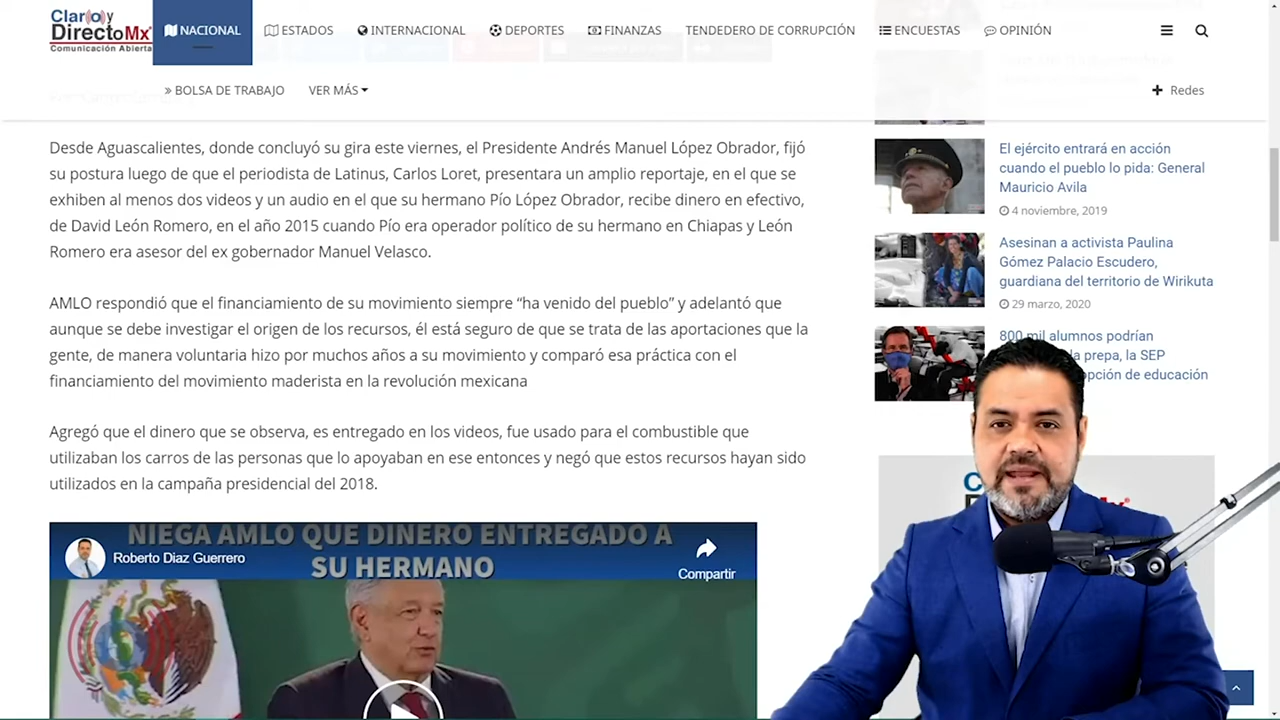 Claro y
DirectoMx
Comunicación Abierta
NACIONAL
ESTADOS
INTERNACIONAL
DEPORTES
FINANZAS
TENDEDERO DE CORRUPCIÓN
ENCUESTAS
OPINIÓN
» BOLSA DE TRABAJO
VER MÁS
+ Redes
Desde Aguascalientes, donde concluyó su gira este viernes, el Presidente Andrés Manuel López Obrador, fijó
su postura luego de que el periodista de Latinus, Carlos Loret, presentara un amplio reportaje, en el que se
exhiben al menos dos videos y un audio en el que su hermano Pío López Obrador, recibe dinero en efectivo,
de David León Romero, en el año 2015 cuando Pío era operador político de su hermano en Chiapas y León
Romero era asesor del ex gobernador Manuel Velasco.
AMLO respondió que el financiamiento de su movimiento siempre “ha venido del pueblo” y adelantó que
aunque se debe investigar el origen de los recursos, él está seguro de que se trata de las aportaciones que la
gente, de manera voluntaria hizo por muchos años a su movimiento y comparó esa práctica con el
financiamiento del movimiento maderista en la revolución mexicana
Agregó que el dinero que se observa, es entregado en los videos, fue usado para el combustible que
utilizaban los carros de las personas que lo apoyaban en ese entonces y negó que estos recursos hayan sido
utilizados en la campaña presidencial del 2018.
NIEGA AMLO QUE DINERO ENTREGADO A
SU HERMANO
Roberto Diaz Guerrero
Compartir
El ejército entrará en acción
cuando el pueblo lo pida: General
Mauricio Avila
4 noviembre, 2019
Asesinan a activista Paulina
Gómez Palacio Escudero,
guardiana del territorio de Wirikuta
29 marzo, 2020
800 mil alumnos podrían
la prepa, la SEP
opción de educación